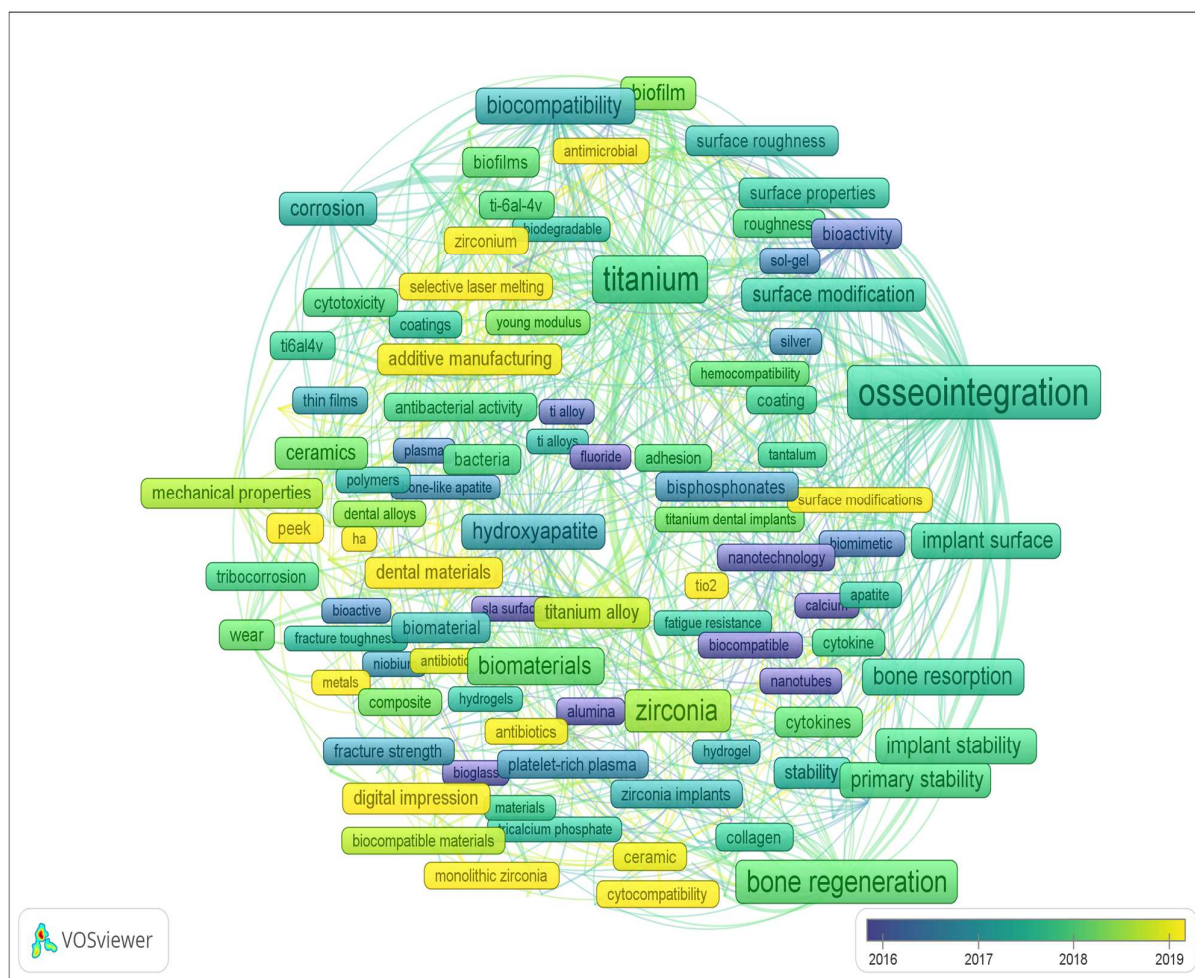 biofilm
biocompatibility
surface roughness
antimicrobial
biofilms
surface properties
ti-6al-4v
corrosion
roughness
biodegradable
bioactivity
zirconium
sol-gel
titanium
selective laser melting
surface modification
cytotoxicity
coatings
young modulus
silver
ti6al4v
additive manufacturing
hemocompatibility
osseointegration
thin films
antibacterial activity
coating
ti alloy
ti alloys
ceramics
plasma
bacteria
fluoride
adhesion
tantalum
polymers
one-like apatite
bisphosphonates
mechanical properties
surface modifications
dental alloys
titanium dental implants
peek
ha
hydroxyapatite
implant surface
biomimetic
nanotechnology
dental materials
tribocorrosion
tio2
apatite
calcium
bioactive
sla surfac
titanium alloy
fatigue resistance
biomaterial
wear
fracture toughness
biocompatible
cytokine
niobium
antibiotic
biomaterials
bone resorption
metals
nanotubes
composite
hydrogels
alumina
zirconia
cytokines
antibiotics
implant stability
fracture strength
hydrogel
platelet-rich plasma
bioglass
stability
primary stability
digital impression
zirconia implants
materials
tricalcium phosphate
biocompatible materials
collagen
ceramic
monolithic zirconia
bone regeneration
cytocompatibility
VOSviewer
2016 2017 2018 2019